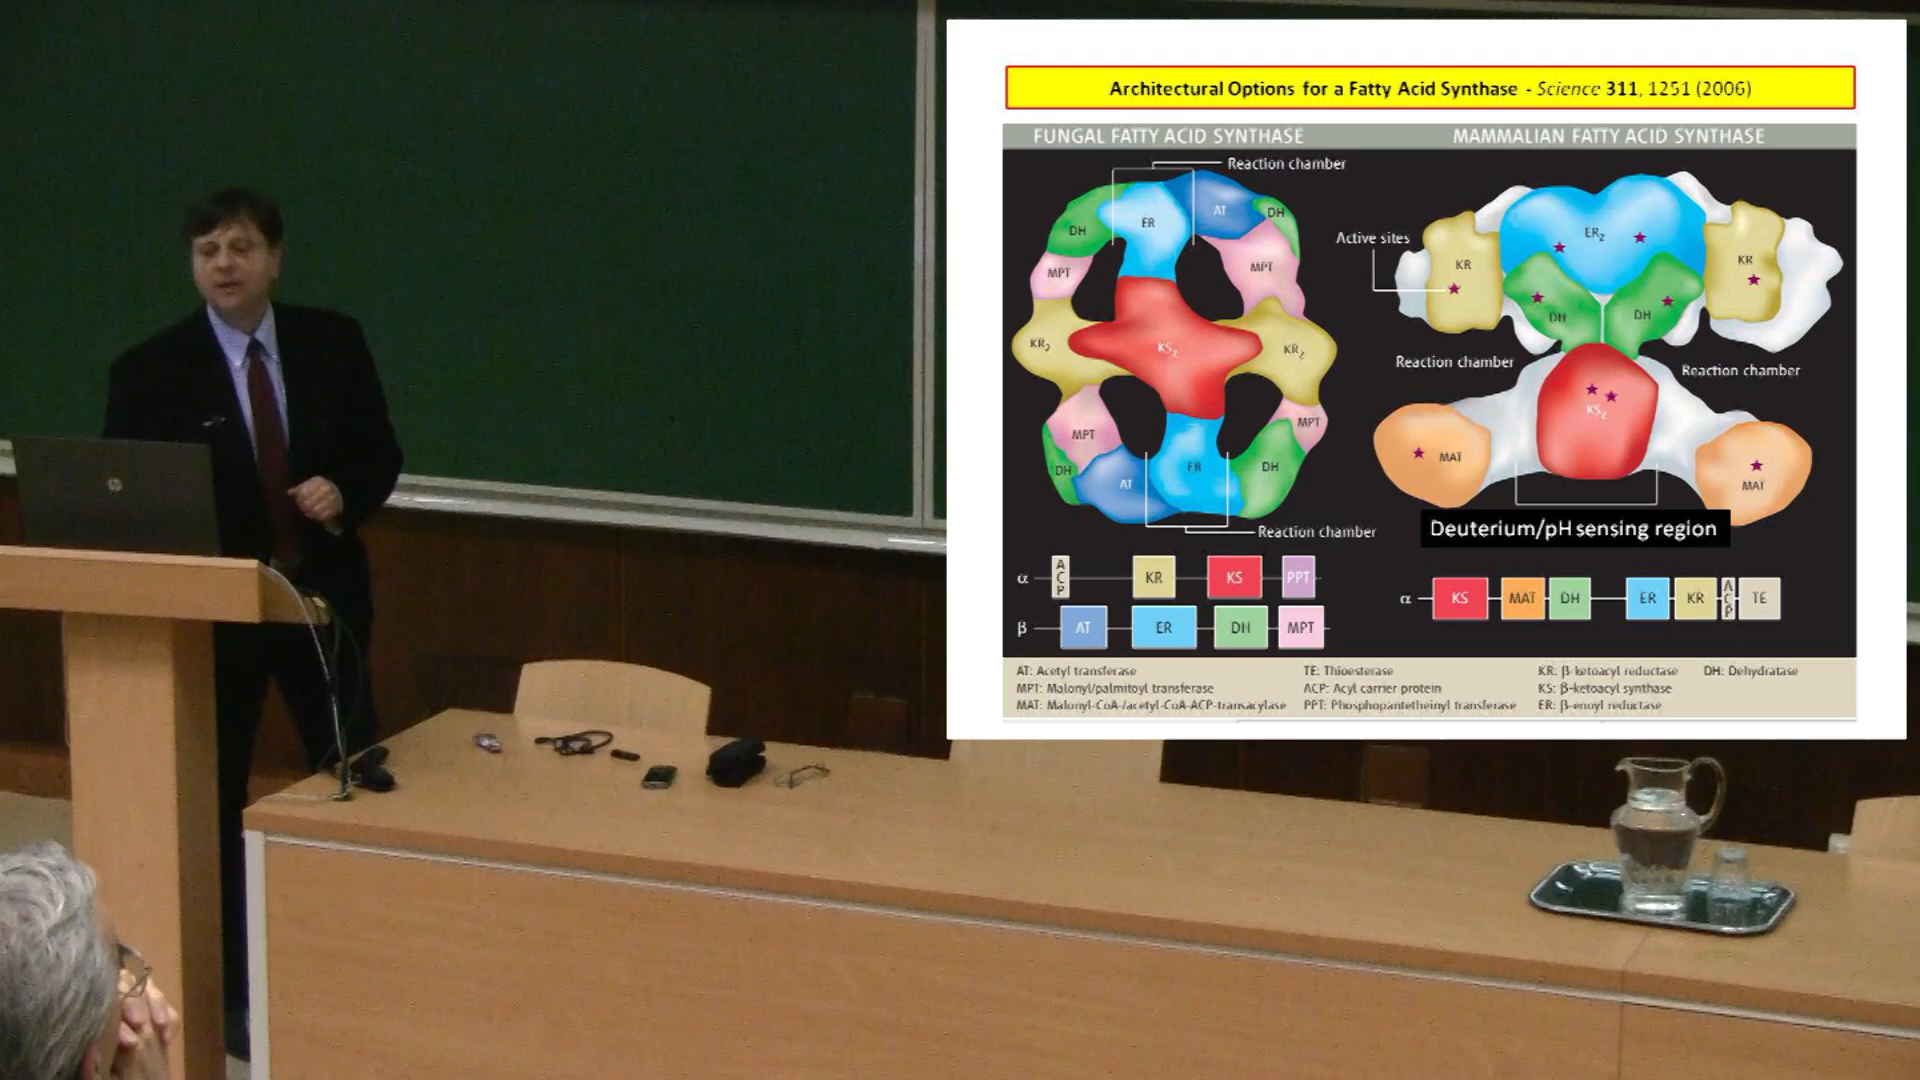 Architectural Options for a Fatty Acid Synthase - Science 311, 1251 (2006)
FUNGAL FATTY ACID SYNTHASE
MAMMALIAN FATTY ACID SYNTHASE
Reaction chamber
DH
ER
AT
DH
MPT
MPT
KR2
KS2
KR2
MPT
MPT
DH
AT
ER
DH
Reaction chamber
Active sites
KR
ER2
KR
DH
DH
Reaction chamber
Reaction chamber
KS2
MAT
MAT
Deuterium/pH sensing region
α ACP KR KS PPT
β AT ER DH MPT
α KS MAT DH ER KR ACP TE
AT: Acetyl transferase
MPT: Malonyl/palmitoyl transferase
MAT: Malonyl-CoA-/acetyl-CoA-ACP-transacylase
TE: Thioesterase
ACP: Acyl carrier protein
PPT: Phosphopantetheinyl transferase
KR: β-ketoacyl reductase
KS: β-ketoacyl synthase
ER: β-enoyl reductase
DH: Dehydratase
hp